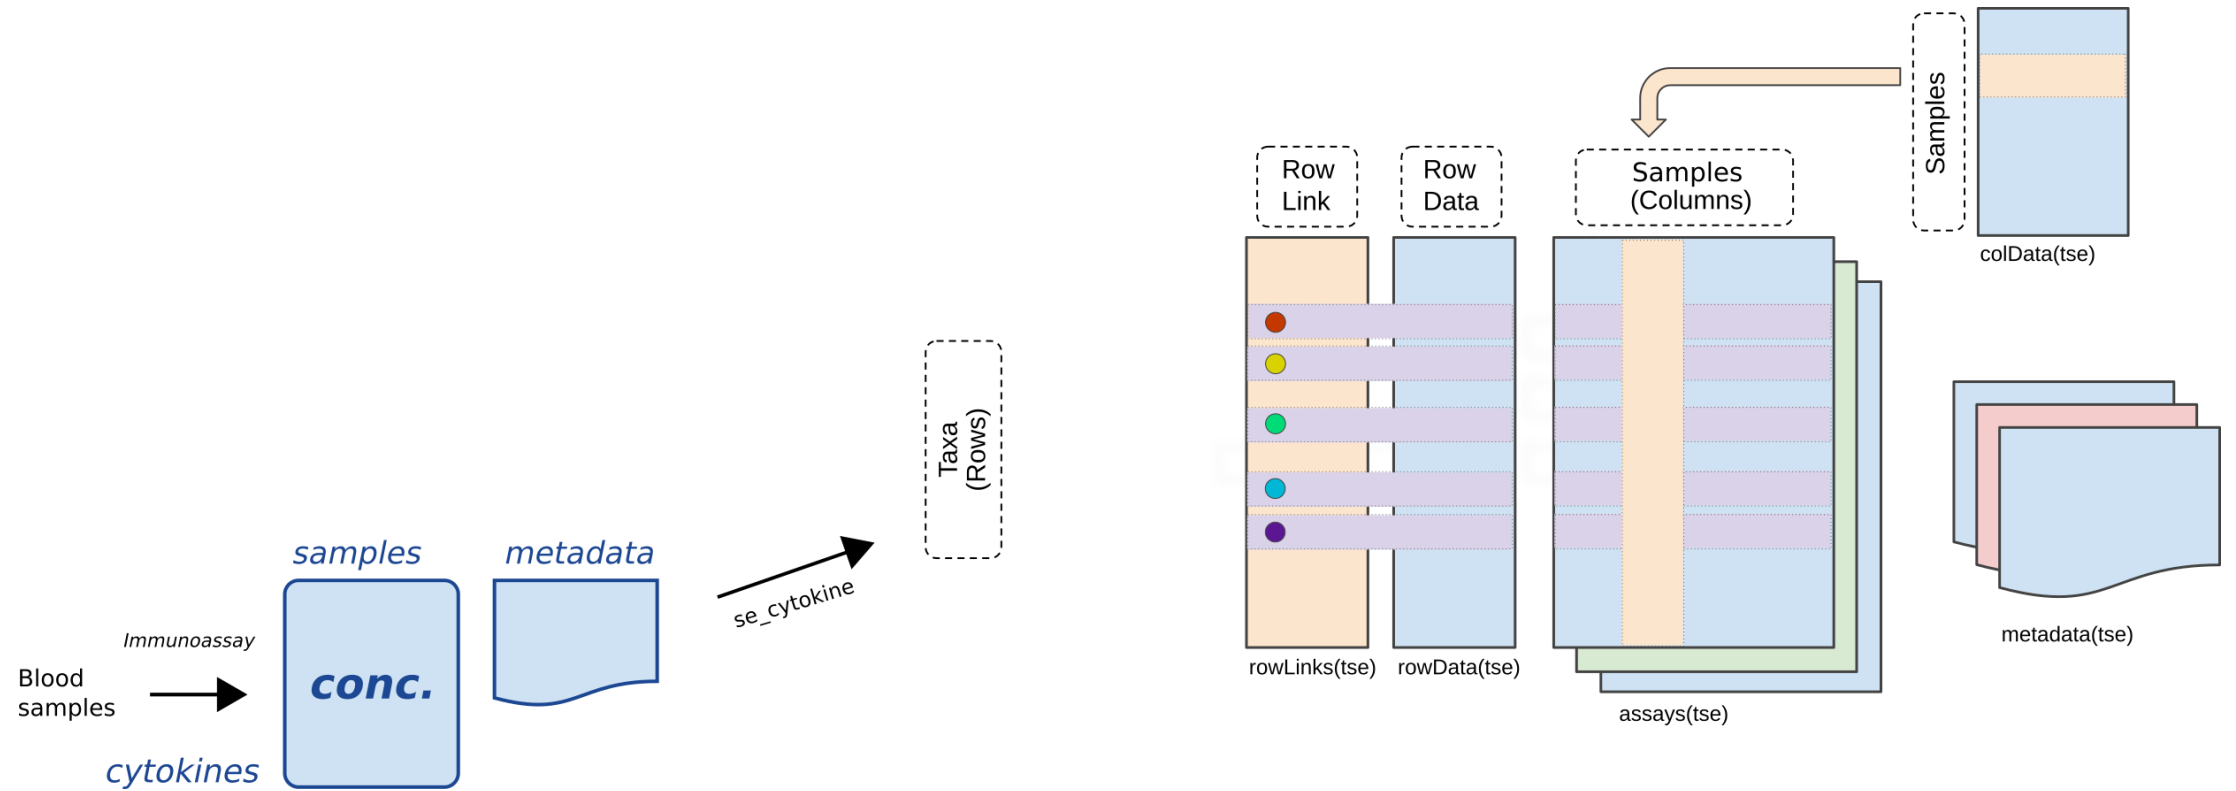 samples
metadata
Immunoassay
Blood
samples
conc.
cytokines
se_cytokine
Taxa
(Rows)
Row
Link
Row
Data
Samples
(Columns)
Samples
colData(tse)
rowLinks(tse)
rowData(tse)
assays(tse)
metadata(tse)